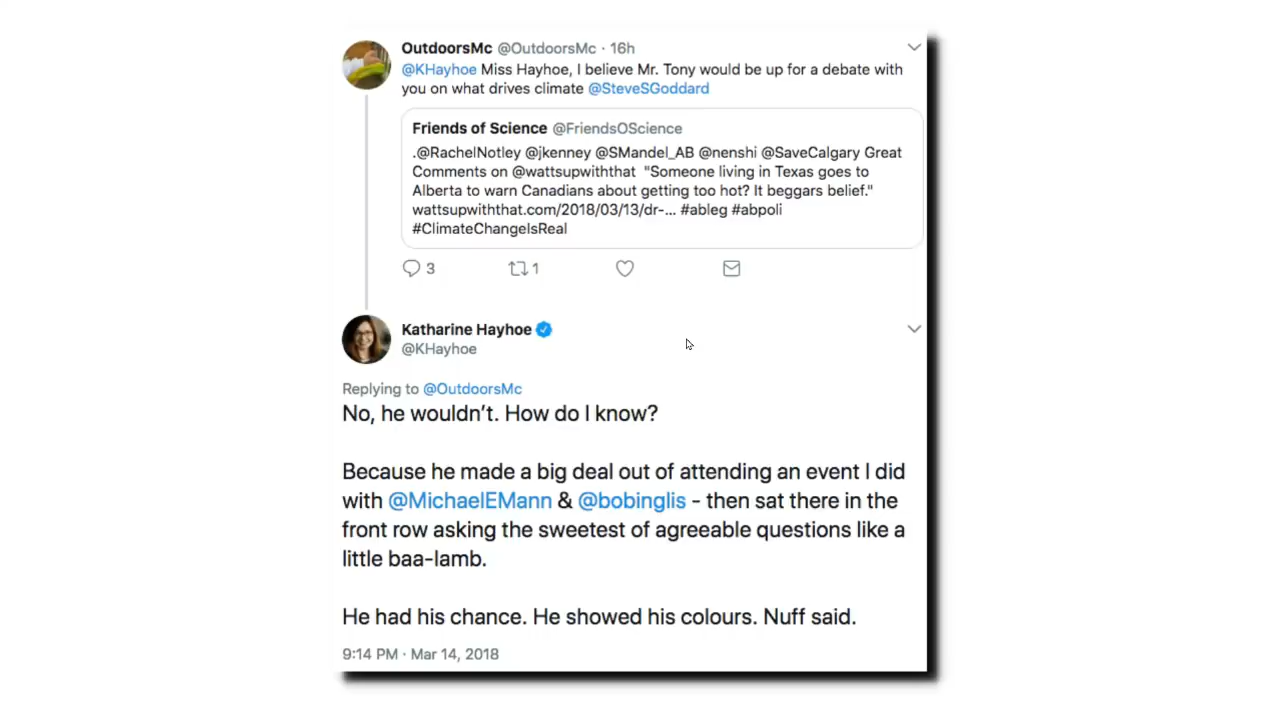 OutdoorsMc @OutdoorsMc · 16h
@KHayhoe Miss Hayhoe, I believe Mr. Tony would be up for a debate with
you on what drives climate @SteveSGoddard
Friends of Science @FriendsOScience
.@RachelNotley @jkenney @SMandel_AB @nenshi @SaveCalgary Great
Comments on @wattsupwiththat "Someone living in Texas goes to
Alberta to warn Canadians about getting too hot? It beggars belief."
wattsupwiththat.com/2018/03/13/dr-... #ableg #abpoli
#ClimateChangeIsReal
3 1
Katharine Hayhoe
@KHayhoe
Replying to @OutdoorsMc
No, he wouldn't. How do I know?
Because he made a big deal out of attending an event I did
with @MichaelEMann & @bobinglis - then sat there in the
front row asking the sweetest of agreeable questions like a
little baa-lamb.
He had his chance. He showed his colours. Nuff said.
9:14 PM · Mar 14, 2018